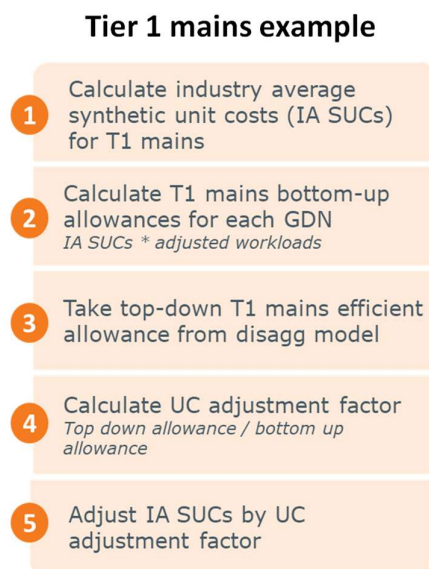 Tier 1 mains example
1
Calculate industry average
synthetic unit costs (IA SUCs)
for T1 mains
2
Calculate T1 mains bottom-up
allowances for each GDN
IA SUCs * adjusted workloads
3
Take top-down T1 mains efficient
allowance from disagg model
4
Calculate UC adjustment factor
Top down allowance / bottom up
allowance
5
Adjust IA SUCs by UC
adjustment factor